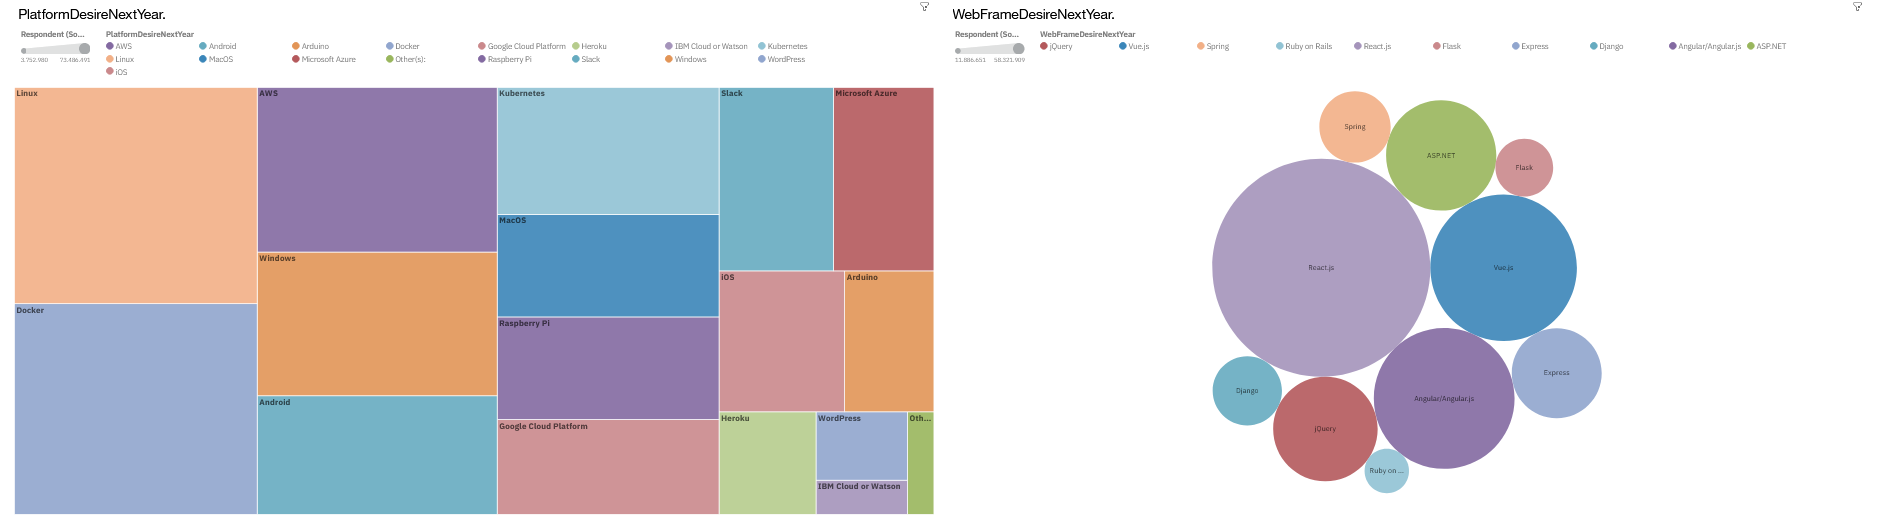 PlatformDesireNextYear.
Respondent (So...
3.752.980 73.486.491
PlatformDesireNextYear
AWS Android Arduino Docker Google Cloud Platform Heroku IBM Cloud or Watson Kubernetes
Linux MacOS Microsoft Azure Other(s): Raspberry Pi Slack Windows WordPress
iOS
Linux
Docker
AWS
Windows
Android
Kubernetes
MacOS
Raspberry Pi
Google Cloud Platform
Slack
Microsoft Azure
iOS
Arduino
Heroku
WordPress
Oth...
IBM Cloud or Watson
WebFrameDesireNextYear.
Respondent (So...
11.886.651 58.321.909
WebFrameDesireNextYear
jQuery Vue.js Spring Ruby on Rails React.js Flask Express Django Angular/Angular.js ASP.NET
Spring
ASP.NET
Flask
React.js
Vue.js
Express
Django
Angular/Angular.js
jQuery
Ruby on ...